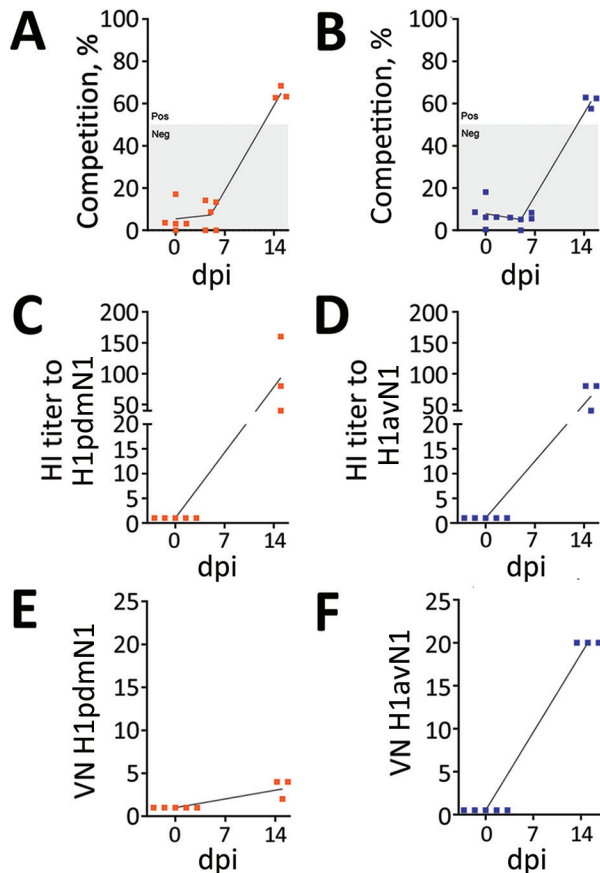 A
Competition, %
100
80
60
40
20
0
Pos
Neg
0 7 14
dpi
B
Competition, %
100
80
60
40
20
0
Pos
Neg
0 7 14
dpi
C
HI titer to
H1pdmN1
200
150
100
50
20
15
10
5
0
0 7 14
dpi
D
HI titer to
H1avN1
200
150
100
50
20
15
10
5
0
0 7 14
dpi
E
VN H1pdmN1
25
20
15
10
5
0
0 7 14
dpi
F
VN H1avN1
25
20
15
10
5
0
0 7 14
dpi